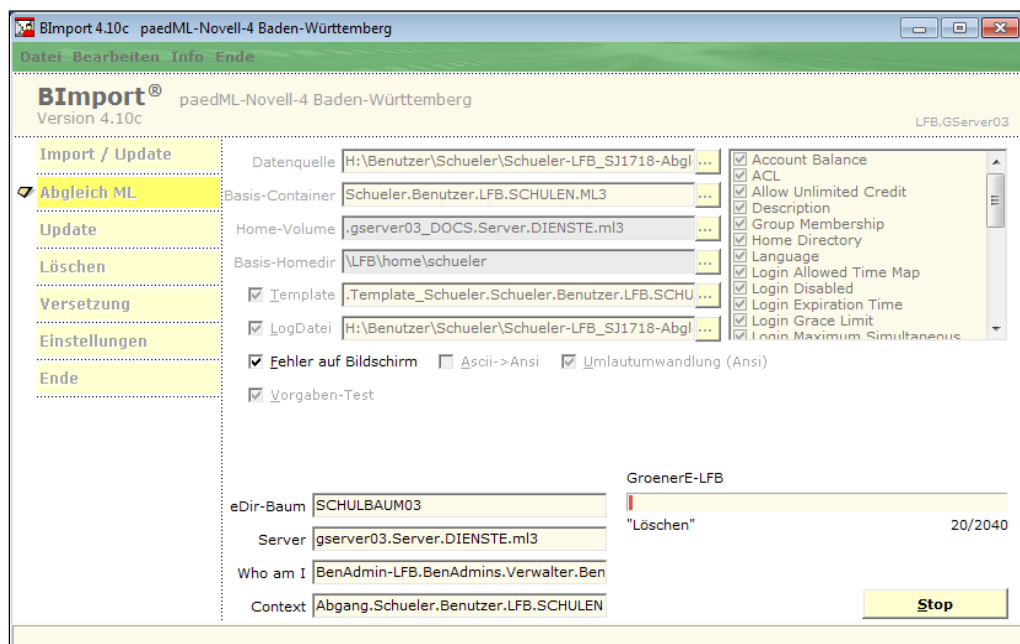 BImport 4.10c   paedML-Novell-4 Baden-Württemberg
Datei Bearbeiten Info Ende
BImport® paedML-Novell-4 Baden-Württemberg
Version 4.10c
LFB,GServer03
Import / Update
Abgleich ML
Update
Löschen
Versetzung
Einstellungen
Ende
Datenquelle H:\Benutzer\Schueler\Schueler-LFB_SJ1718-Abgl ...
Basis-Container Schueler.Benutzer.LFB.SCHULEN.ML3 ...
Home-Volume .gserver03_DOCS.Server.DIENSTE.ml3 ...
Basis-Homedir \LFB\home\schueler ...
Template .Template_Schueler.Schueler.Benutzer.LFB.SCHU ...
LogDatei H:\Benutzer\Schueler\Schueler-LFB_SJ1718-Abgl ...
Account Balance
ACL
Allow Unlimited Credit
Description
Group Membership
Home Directory
Language
Login Allowed Time Map
Login Disabled
Login Expiration Time
Login Grace Limit
Login Maximum Simultaneous
Fehler auf Bildschirm Ascii->Ansi Umlautumwandlung (Ansi)
Vorgaben-Test
GroenerE-LFB
"Löschen" 20/2040
eDir-Baum SCHULBAUM03
Server gserver03.Server.DIENSTE.ml3
Who am I BenAdmin-LFB.BenAdmins.Verwalter.Ben
Context Abgang.Schueler.Benutzer.LFB.SCHULEN
Stop